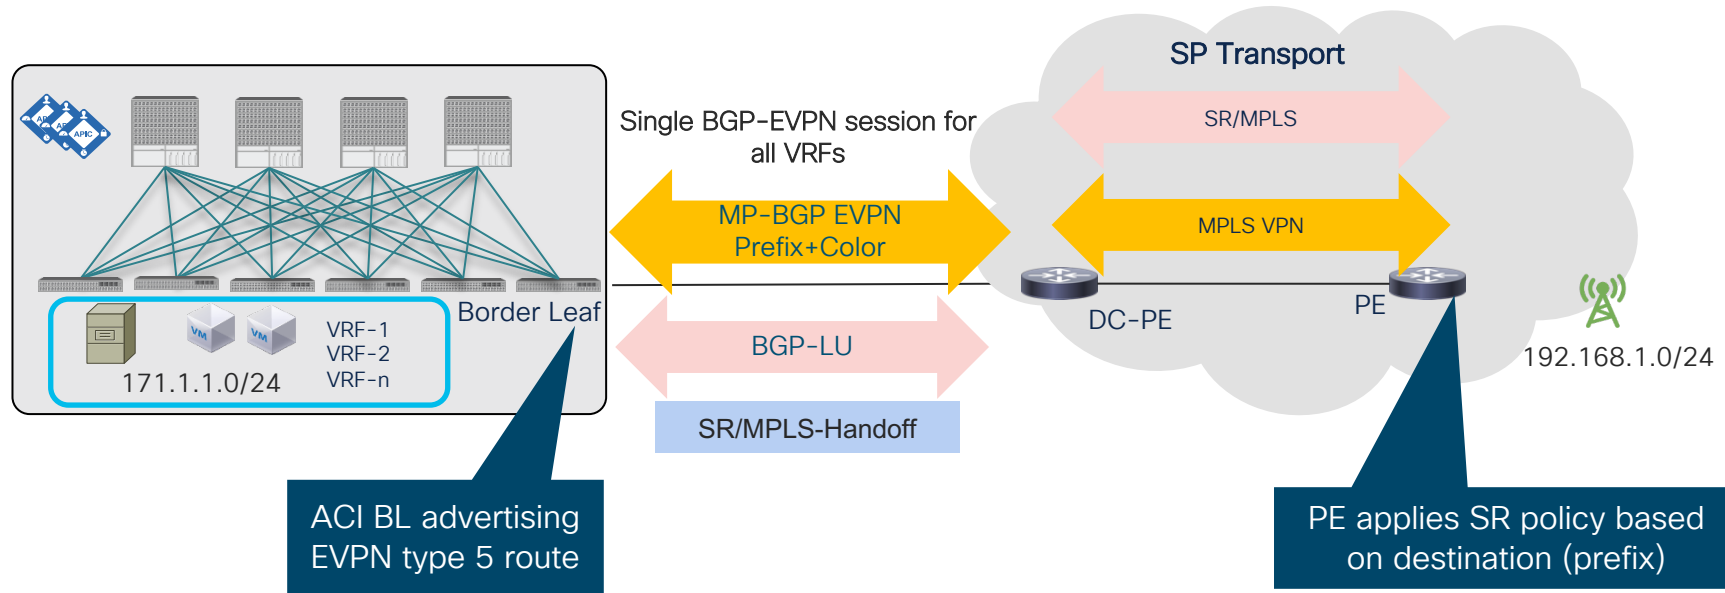 SP Transport
SR/MPLS
Single BGP-EVPN session for
all VRFs
MP-BGP EVPN
Prefix+Color
MPLS VPN
APIC
Border Leaf
DC-PE
PE
VM
VM
VRF-1
VRF-2
VRF-n
171.1.1.0/24
BGP-LU
192.168.1.0/24
SR/MPLS-Handoff
ACI BL advertising
EVPN type 5 route
PE applies SR policy based
on destination (prefix)